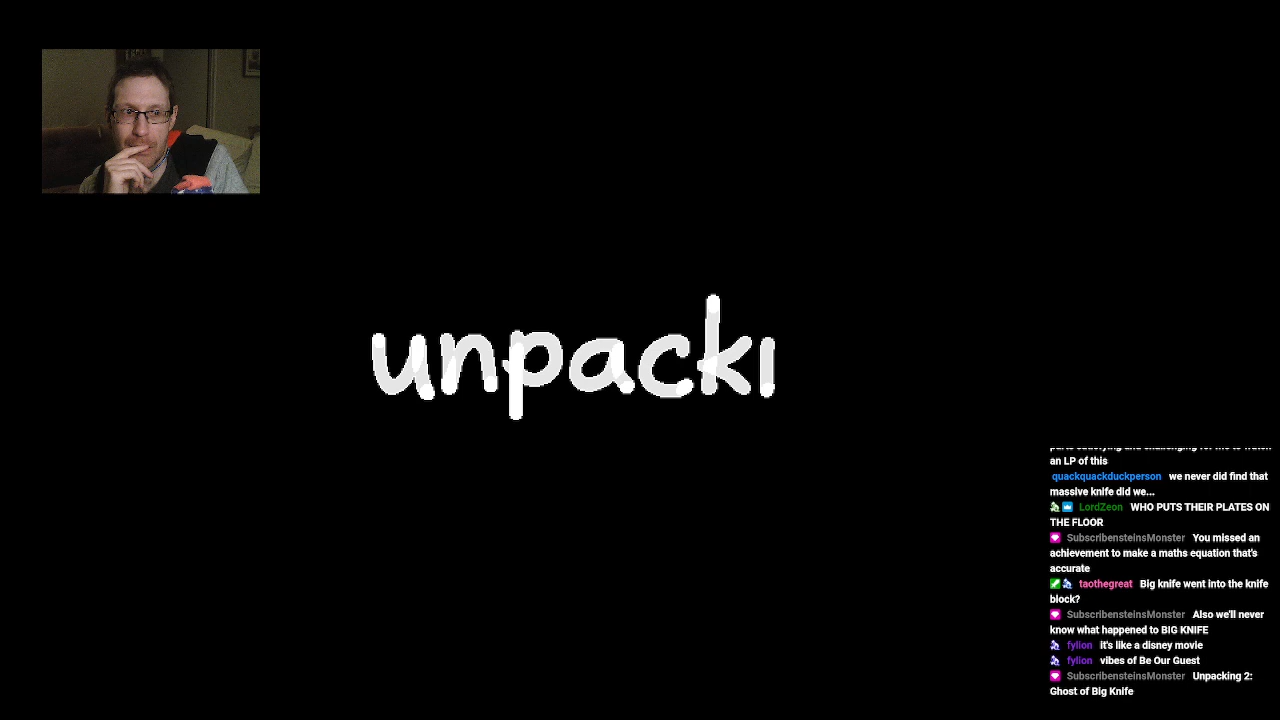 unpacki
an LP of this
quackquackduckperson we never did find that
massive knife did we...
LordZeon WHO PUTS THEIR PLATES ON
THE FLOOR
SubscribensteinsMonster You missed an
achievement to make a maths equation that's
accurate
taothegreat Big knife went into the knife
block?
SubscribensteinsMonster Also we'll never
know what happened to BIG KNIFE
fylion it's like a disney movie
fylion vibes of Be Our Guest
SubscribensteinsMonster Unpacking 2:
Ghost of Big Knife